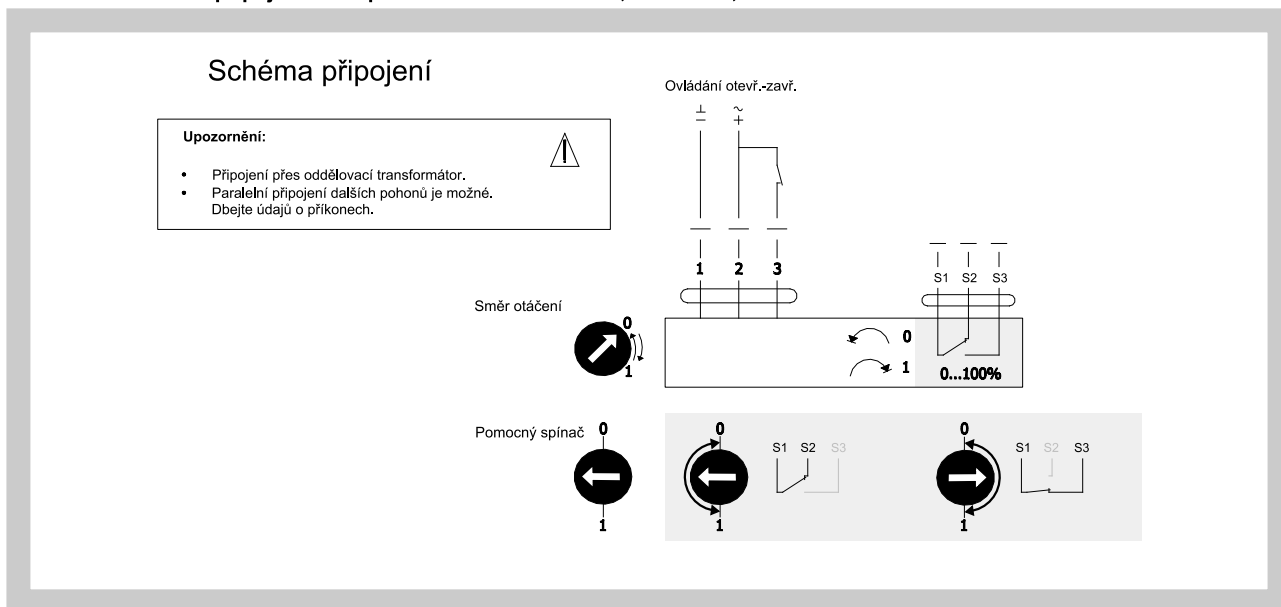 Schéma připojení
Ovládání otevř.-zavř.
Upozornění:
• Připojení přes oddělovací transformátor.
• Paralelní připojení dalších pohonů je možné.
Dbejte údajů o příkonech.
1 2 3
S1 S2 S3
Směr otáčení
0
1
0
1
0...100%
Pomocný spínač
0
1
0
1
S1 S2 S3
0
1
S1 S2 S3